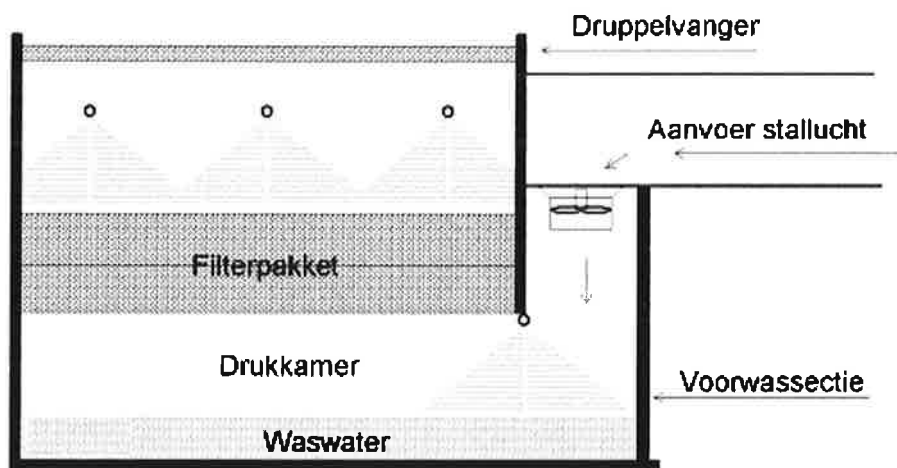 Druppelvanger
Aanvoer stallucht
Filterpakket
Drukkamer
Voorwassectie
Waswater